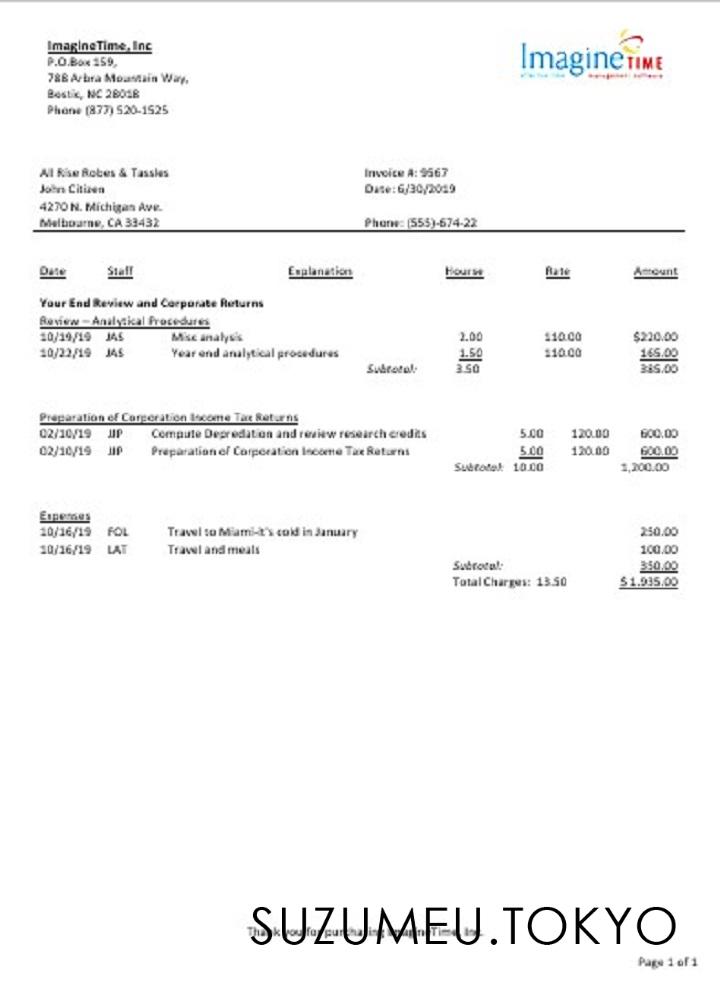 ImagineTime, Inc
P.O.Box 159,
788 Arbra Mountain Way,
Bostic, NC 28018
Phone (877) 520-1525
ImagineTIME
management software
All Rise Robes & Tassles
John Citizen
4270 N. Michigan Ave.
Melbourne, CA 33432
Invoice #: 9567
Date: 6/30/2019
Phone: (555)-674-22
Date Staff Explanation Hourse Rate Amount
Your End Review and Corporate Returns
Review – Analytical Procedures
10/19/19 JAS Misc analysis 2.00 110.00 $220.00
10/22/19 JAS Year end analytical procedures 1.50 110.00 165.00
Subtotal: 3.50 385.00
Preparation of Corporation Income Tax Returns
02/10/19 JJP Compute Depredation and review research credits 5.00 120.00 600.00
02/10/19 JJP Preparation of Corporation Income Tax Returns 5.00 120.00 600.00
Subtotal: 10.00 1,200.00
Expenses
10/16/19 FOL Travel to Miami-it's cold in January 250.00
10/16/19 LAT Travel and meals 100.00
Subtotal: 350.00
Total Charges: 13.50 $1.935.00
Thank you for purchasing ImagineTime, Inc.
SUZUMEU.TOKYO
Page 1 of 1